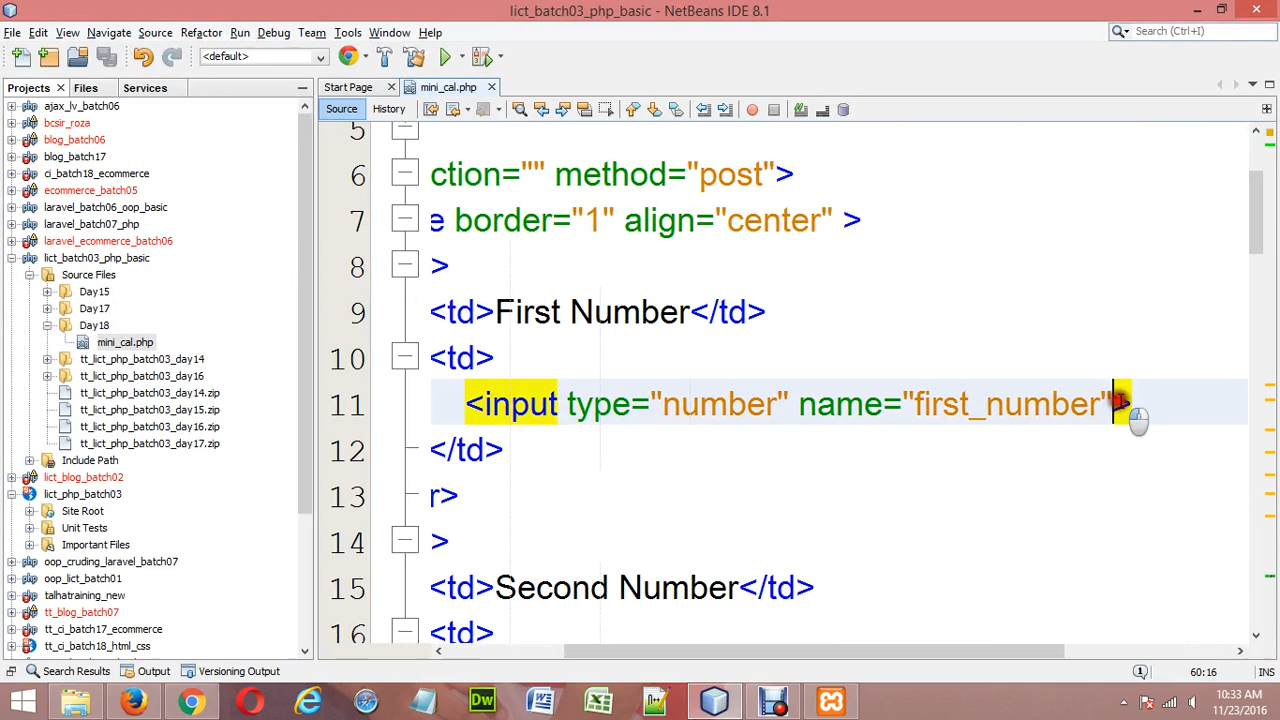 lict_batch03_php_basic - NetBeans IDE 8.1
File Edit View Navigate Source Refactor Run Debug Team Tools Window Help
Search (Ctrl+I)
<default>
Projects Files Services
Start Page mini_cal.php
Source History
ajax_lv_batch06
bcsir_roza
blog_batch06
blog_batch17
ci_batch18_ecommerce
ecommerce_batch05
laravel_batch06_oop_basic
laravel_batch07_php
laravel_ecommerce_batch06
lict_batch03_php_basic
Source Files
Day15
Day17
Day18
mini_cal.php
tt_lict_php_batch03_day14
tt_lict_php_batch03_day16
tt_lict_php_batch03_day14.zip
tt_lict_php_batch03_day15.zip
tt_lict_php_batch03_day16.zip
tt_lict_php_batch03_day17.zip
Include Path
lict_blog_batch02
lict_php_batch03
Site Root
Unit Tests
Important Files
oop_cruding_laravel_batch07
oop_lict_batch01
talhatraining_new
tt_blog_batch07
tt_ci_batch17_ecommerce
tt_ci_batch18_html_css
5
6 ction="" method="post">
7 e border="1" align="center" >
8 >
9 <td>First Number</td>
10 <td>
11 <input type="number" name="first_number">
12 </td>
13 r>
14 >
15 <td>Second Number</td>
16 <td>
Search Results Output Versioning Output
60:16 INS
10:33 AM
11/23/2016